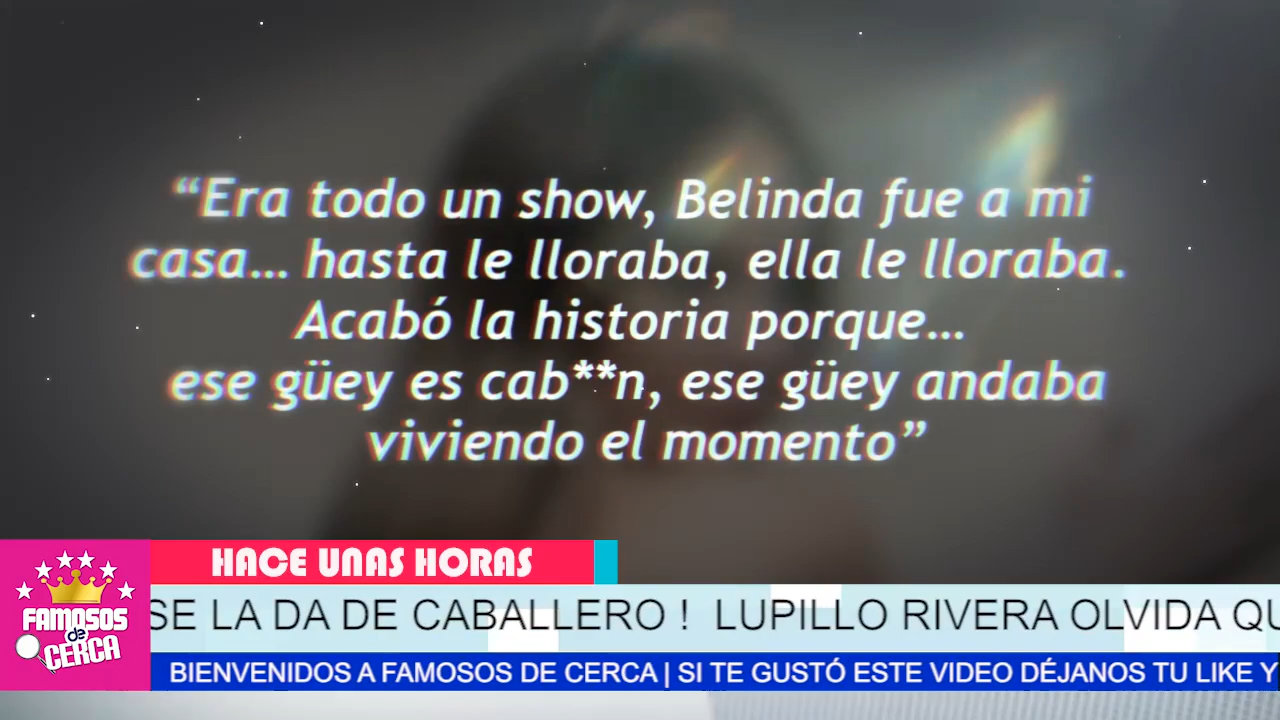 “Era todo un show, Belinda fue a mi
casa... hasta le lloraba, ella le lloraba.
Acabó la historia porque...
ese güey es cab**n, ese güey andaba
viviendo el momento”
HACE UNAS HORAS
FAMOSOS
de
CERCA
SE LA DA DE CABALLERO ! LUPILLO RIVERA OLVIDA QU
BIENVENIDOS A FAMOSOS DE CERCA | SI TE GUSTÓ ESTE VIDEO DÉJANOS TU LIKE Y